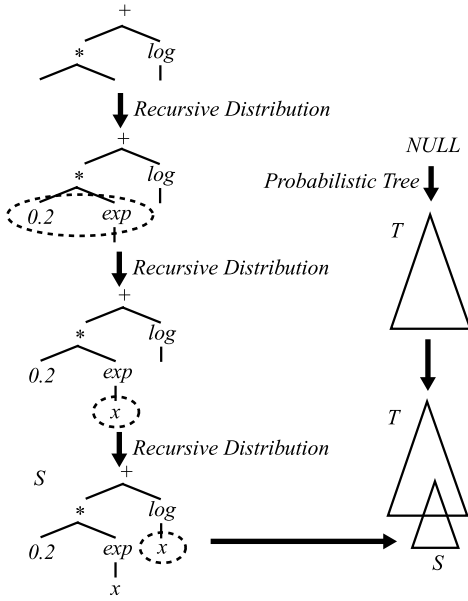 +
* log
Recursive Distribution
+
* log
0.2 exp
Recursive Distribution
+
* log
0.2 exp
x
Recursive Distribution
S +
* log
0.2 exp x
x
NULL
Probabilistic Tree
T
T
S